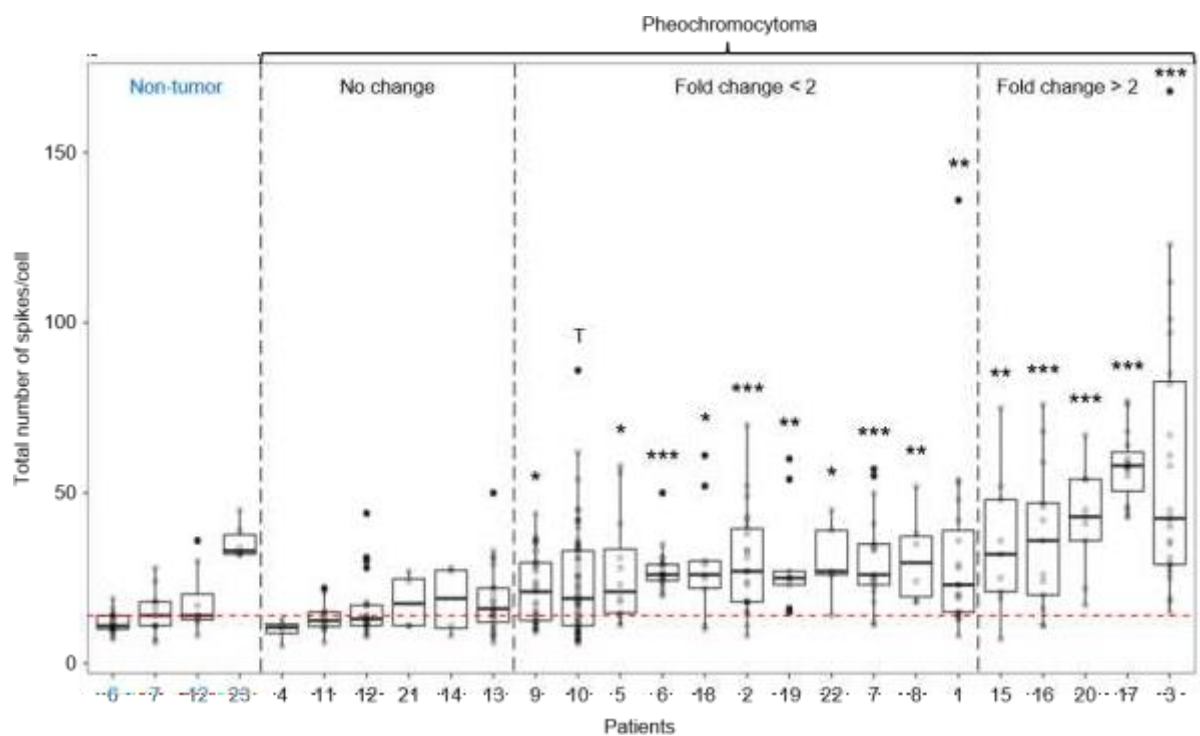 Pheochromocytoma
Non-tumor
No change
Fold change < 2
Fold change > 2
***
**
150
100
T
** *** *** ***
*** * * *** ** * *** ** *
50
0
Total number of spikes/cell
6 7 12 23 4 11 12 21 14 13 9 10 5 6 18 2 19 22 7 8 1 15 16 20 17 3
Patients